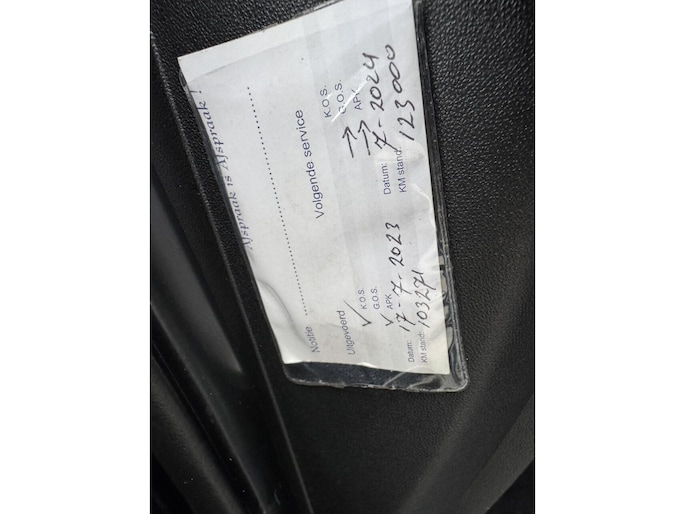 Afspraak is Afspraak !
Notitie ..................................................
Uitgevoerd
✓ K.O.S.
G.O.S.
✓ APK
Datum: 17-7-2023
KM stand: 103271
Volgende service
K.O.S.
→ G.O.S.
→ APK
Datum: 7-2024
KM stand: 123000